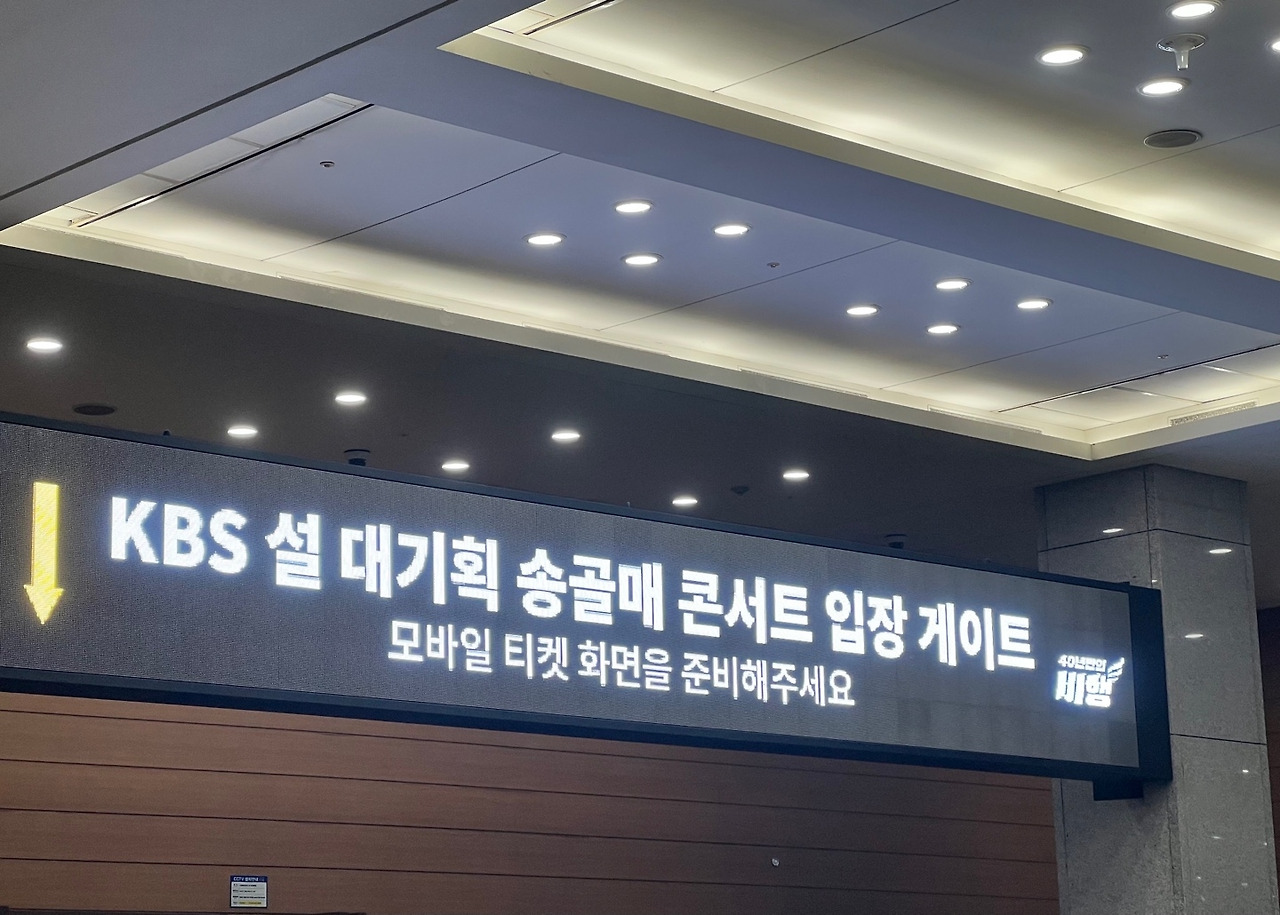 KBS 설 대기획 송골매 콘서트 입장 게이트
모바일 티켓 화면을 준비해주세요
40년만의
비행